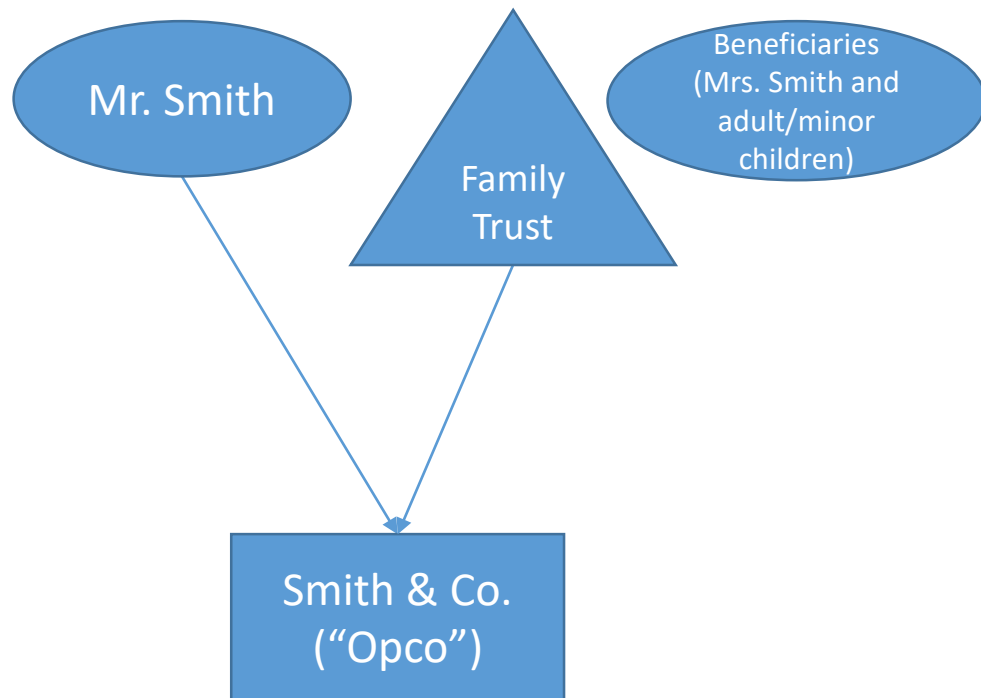 Mr. Smith
Family
Trust
Beneficiaries
(Mrs. Smith and
adult/minor
children)
Smith & Co.
(“Opco”)